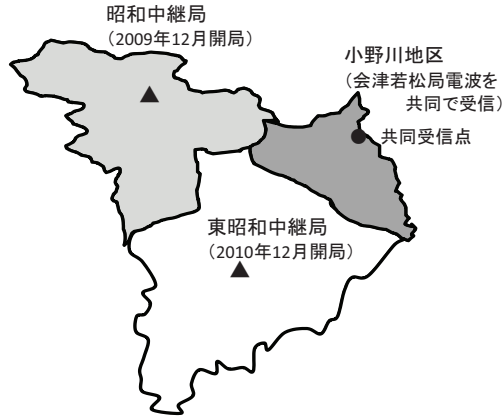 昭和中継局
（2009年12月開局）
小野川地区
（会津若松局電波を
共同で受信）
共同受信点
東昭和中継局
（2010年12月開局）